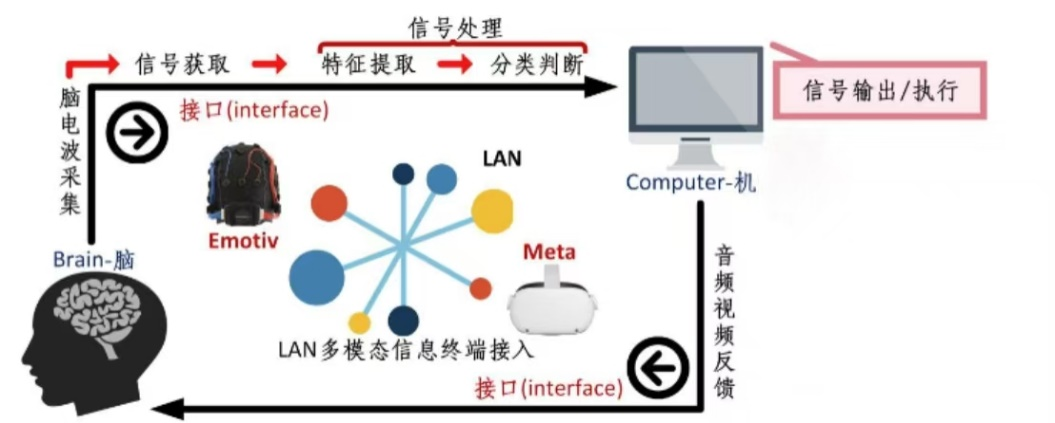 信号处理
信号获取
特征提取
分类判断
信号输出/执行
脑电波采集
接口(interface)
LAN
Computer-机
Emotiv
Brain-脑
Meta
音频视频反馈
LAN多模态信息终端接入
接口(interface)